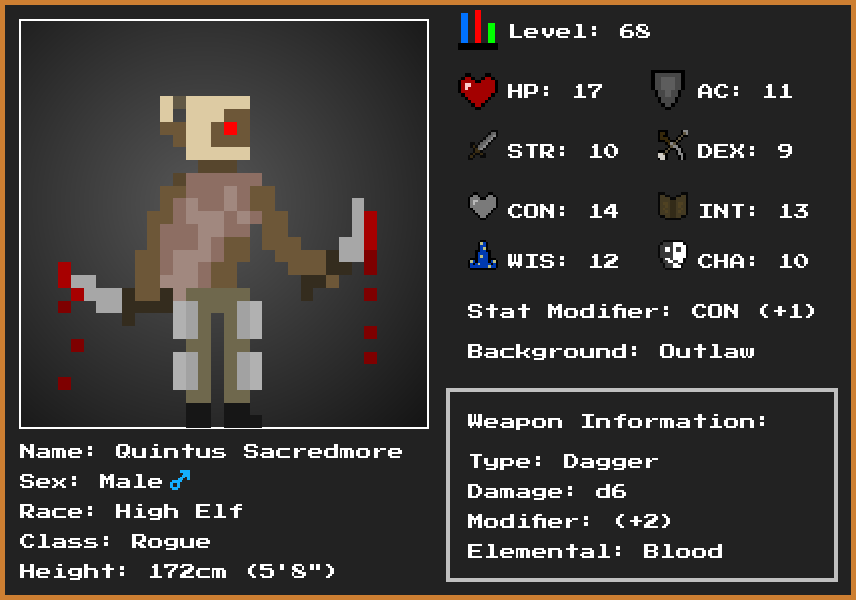 Level: 68
HP: 17
AC: 11
STR: 10
DEX: 9
CON: 14
INT: 13
WIS: 12
CHA: 10
Stat Modifier: CON (+1)
Background: Outlaw
Weapon Information:
Type: Dagger
Damage: d6
Modifier: (+2)
Elemental: Blood
Name: Quintus Sacredmore
Sex: Male ♂
Race: High Elf
Class: Rogue
Height: 172cm (5'8")